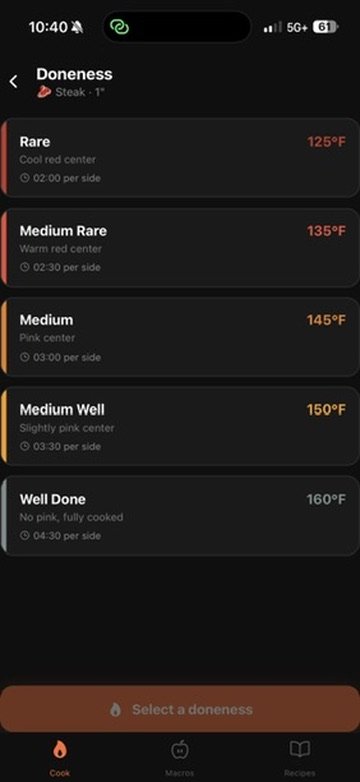 10:40
5G+ 61
Doneness
Steak · 1"
Rare 125°F
Cool red center
02:00 per side
Medium Rare 135°F
Warm red center
02:30 per side
Medium 145°F
Pink center
03:00 per side
Medium Well 150°F
Slightly pink center
03:30 per side
Well Done 160°F
No pink, fully cooked
04:30 per side
Select a doneness
Cook Macros Recipes